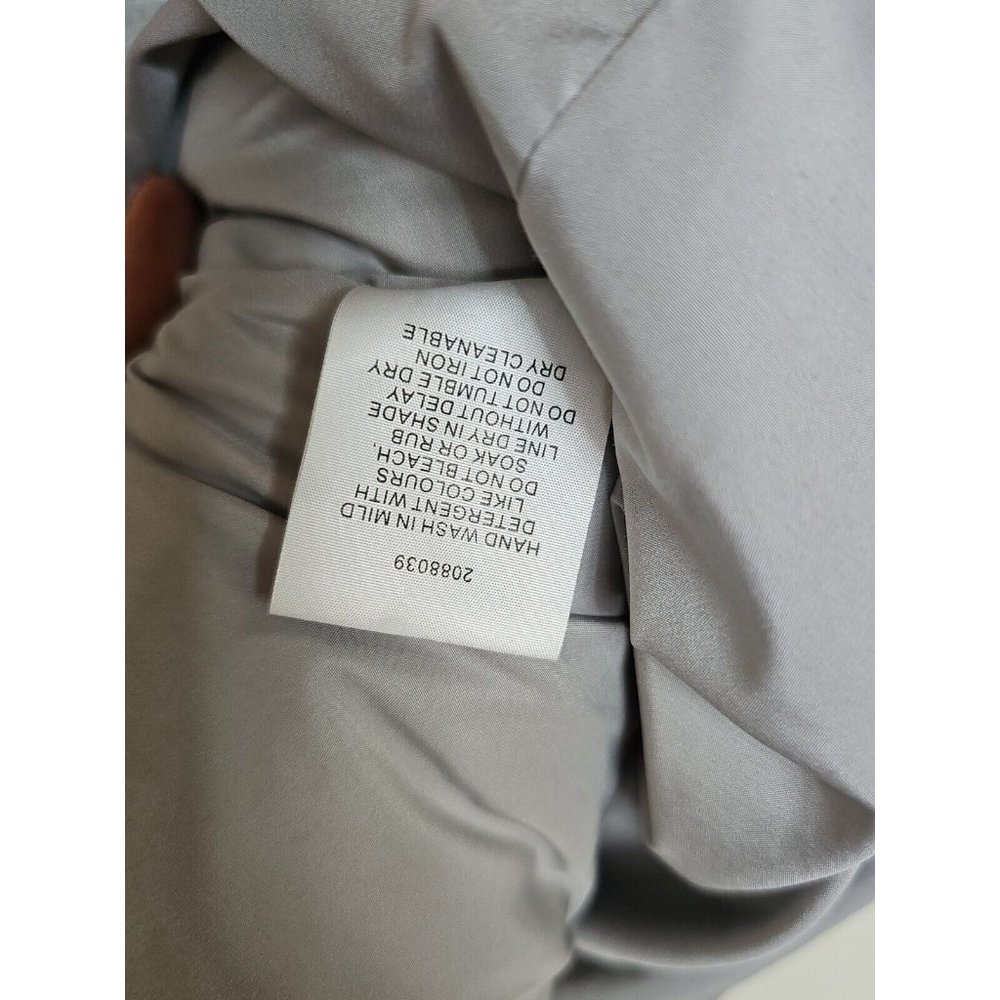 2088039
HAND WASH IN MILD
DETERGENT WITH
LIKE COLOURS
DO NOT BLEACH,
SOAK OR RUB
LINE DRY IN SHADE
WITHOUT DELAY
DO NOT TUMBLE DRY
DO NOT IRON
DRY CLEANABLE